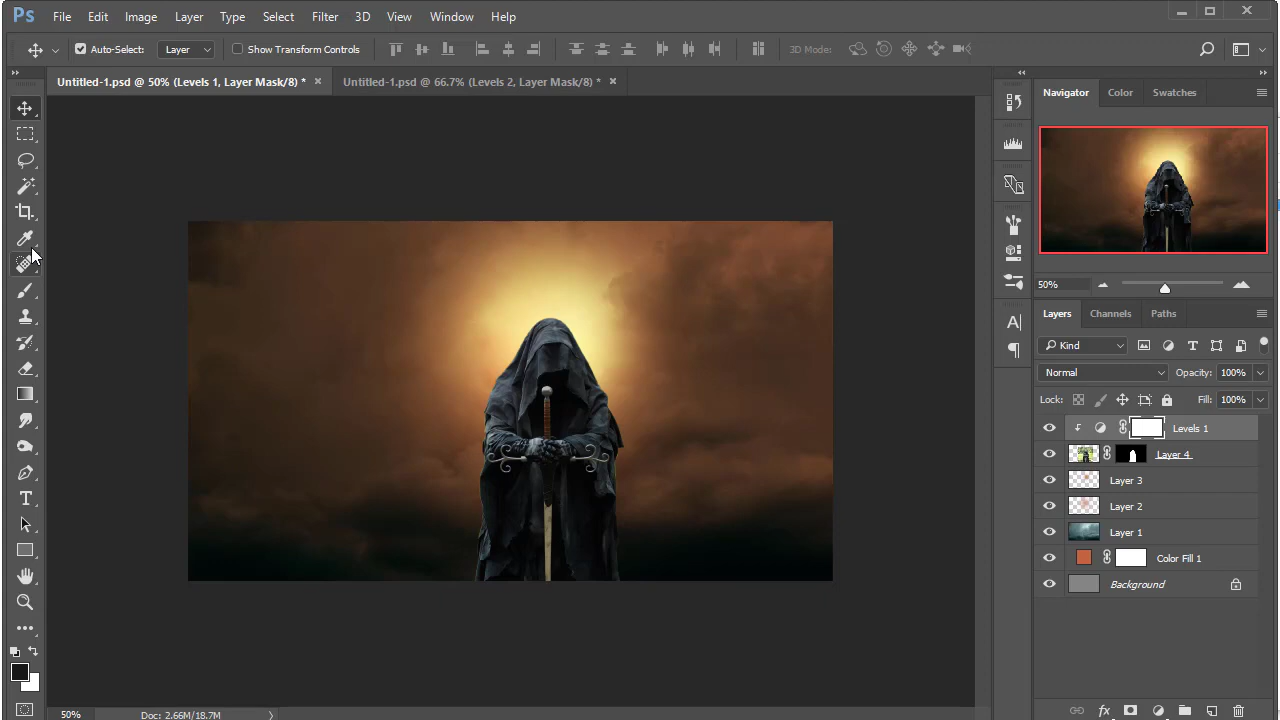 Ps File Edit Image Layer Type Select Filter 3D View Window Help
Auto-Select: Layer Show Transform Controls 3D Mode:
Untitled-1.psd @ 50% (Levels 1, Layer Mask/8) * × Untitled-1.psd @ 66.7% (Levels 2, Layer Mask/8) * ×
Navigator Color Swatches
50%
Layers Channels Paths
Kind
Normal Opacity: 100%
Lock: Fill: 100%
Levels 1
Layer 4
Layer 3
Layer 2
Layer 1
Color Fill 1
Background
50% Doc: 2.66M/18.7M